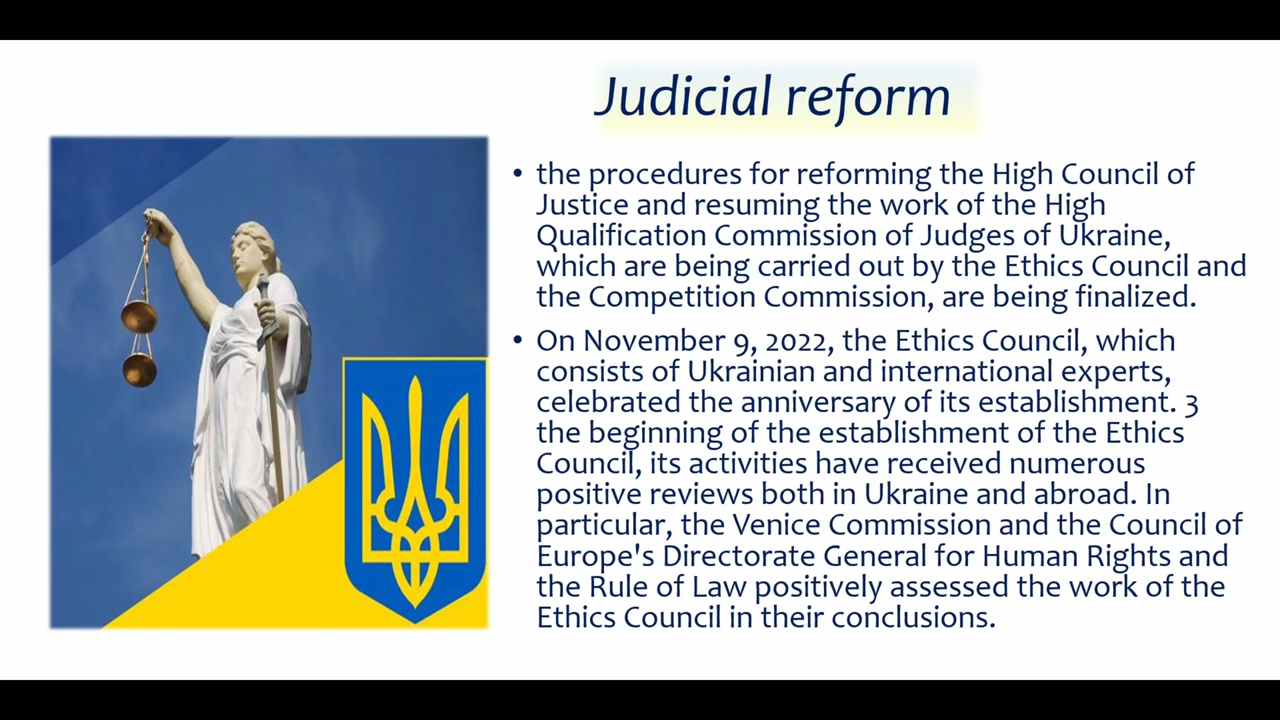 Judicial reform
• the procedures for reforming the High Council of
Justice and resuming the work of the High
Qualification Commission of Judges of Ukraine,
which are being carried out by the Ethics Council and
the Competition Commission, are being finalized.
• On November 9, 2022, the Ethics Council, which
consists of Ukrainian and international experts,
celebrated the anniversary of its establishment. 3
the beginning of the establishment of the Ethics
Council, its activities have received numerous
positive reviews both in Ukraine and abroad. In
particular, the Venice Commission and the Council of
Europe's Directorate General for Human Rights and
the Rule of Law positively assessed the work of the
Ethics Council in their conclusions.